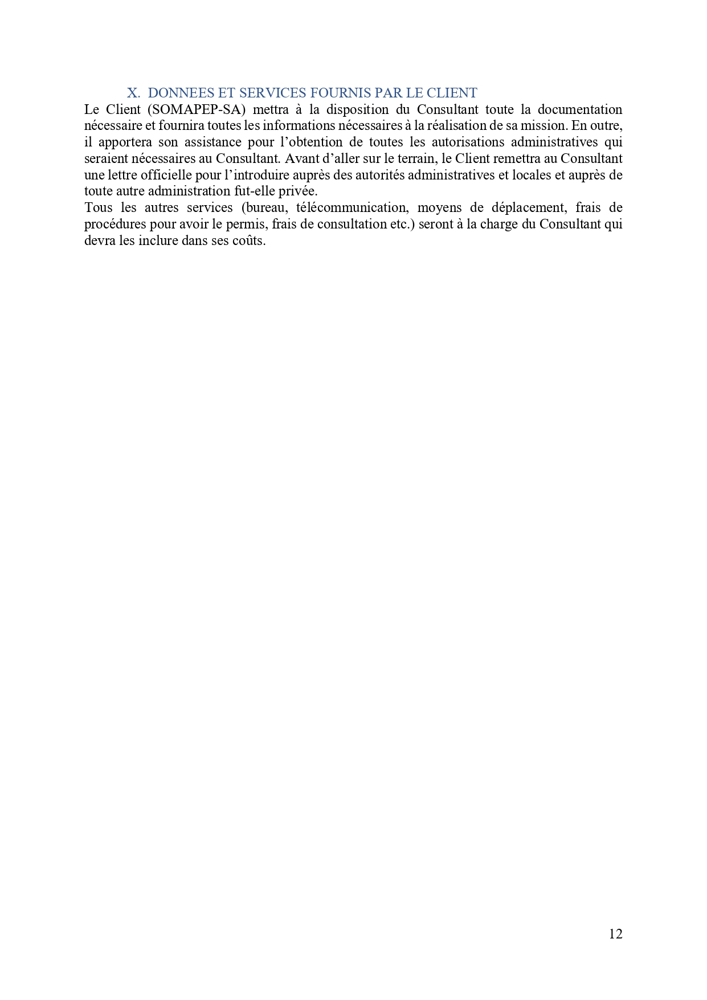 X. DONNEES ET SERVICES FOURNIS PAR LE CLIENT
Le Client (SOMAPEP-SA) mettra à la disposition du Consultant toute la documentation
nécessaire et fournira toutes les informations nécessaires à la réalisation de sa mission. En outre,
il apportera son assistance pour l’obtention de toutes les autorisations administratives qui
seraient nécessaires au Consultant. Avant d’aller sur le terrain, le Client remettra au Consultant
une lettre officielle pour l’introduire auprès des autorités administratives et locales et auprès de
toute autre administration fut-elle privée.
Tous les autres services (bureau, télécommunication, moyens de déplacement, frais de
procédures pour avoir le permis, frais de consultation etc.) seront à la charge du Consultant qui
devra les inclure dans ses coûts.
12